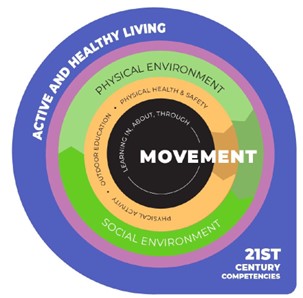 ACTIVE AND HEALTHY LIVING
PHYSICAL ENVIRONMENT
• PHYSICAL HEALTH & SAFETY
• OUTDOOR EDUCATION
LEARNING IN, ABOUT, THROUGH
MOVEMENT
• PHYSICAL ACTIVITY
SOCIAL ENVIRONMENT
21ST
CENTURY
COMPETENCIES